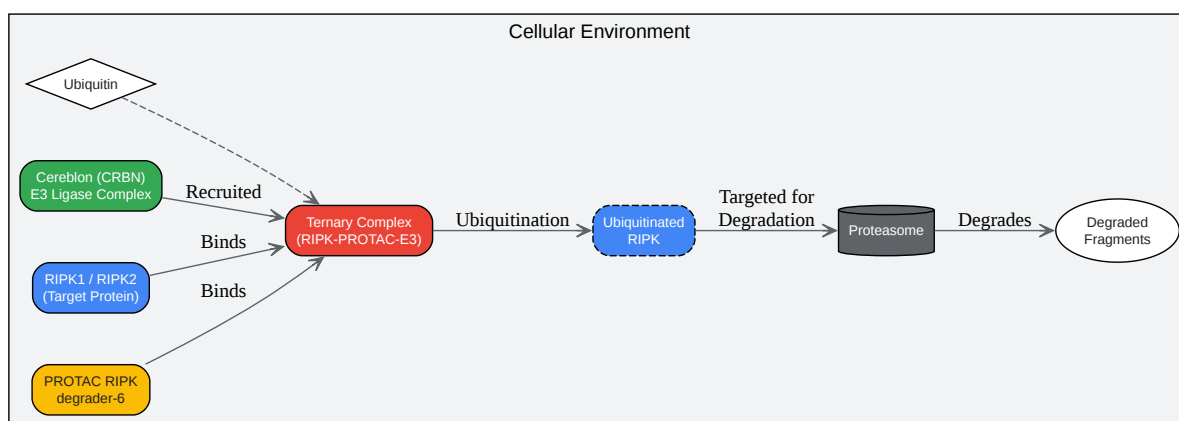 Cellular Environment
Ubiquitin
Cereblon (CRBN)
E3 Ligase Complex
Recruited
RIPK1 / RIPK2
(Target Protein)
Binds
PROTAC RIPK
degrader-6
Binds
Ternary Complex
(RIPK-PROTAC-E3)
Ubiquitination
Ubiquitinated
RIPK
Targeted for
Degradation
Proteasome
Degrades
Degraded
Fragments